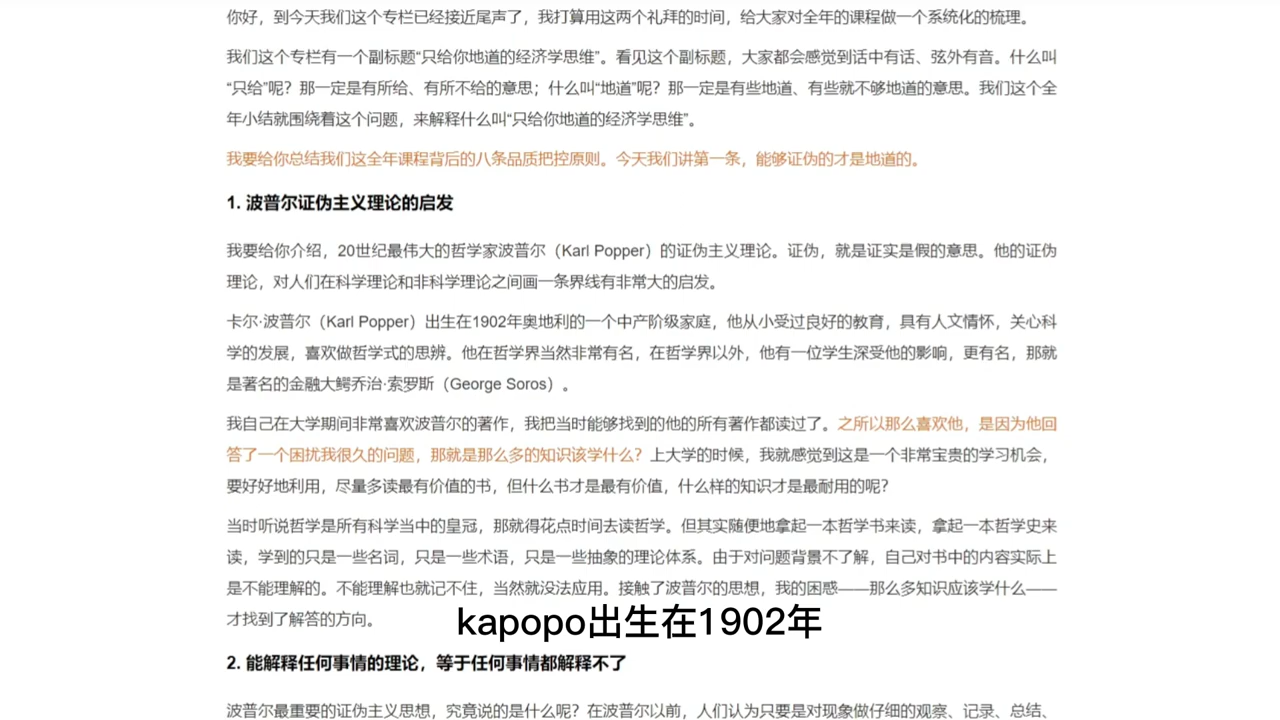 你好，到今天我们这个专栏已经接近尾声了，我打算用这两个礼拜的时间，给大家对全年的课程做一个系统化的梳理。
我们这个专栏有一个副标题“只给你地道的经济学思维”。看见这个副标题，大家都会感觉到话中有话、弦外有音。什么叫
“只给”呢？那一定是有所给、有所不给的意思；什么叫“地道”呢？那一定是有些地道、有些就不够地道的意思。我们这个全
年小结就围绕着这个问题，来解释什么叫“只给你地道的经济学思维”。
我要给你总结我们这全年课程背后的八条品质把控原则。今天我们讲第一条，能够证伪的才是地道的。
1. 波普尔证伪主义理论的启发
我要给你介绍，20世纪最伟大的哲学家波普尔（Karl Popper）的证伪主义理论。证伪，就是证实是假的意思。他的证伪
理论，对人们在科学理论和非科学理论之间画一条界线有非常大的启发。
卡尔·波普尔（Karl Popper）出生在1902年奥地利的一个中产阶级家庭，他从小受过良好的教育，具有人文情怀，关心科
学的发展，喜欢做哲学式的思辨。他在哲学界当然非常有名，在哲学界以外，他有一位学生深受他的影响，更有名，那就
是著名的金融大鳄乔治·索罗斯（George Soros）。
我自己在大学期间非常喜欢波普尔的著作，我把当时能够找到的他的所有著作都读过了。之所以那么喜欢他，是因为他回
答了一个困扰我很久的问题，那就是那么多的知识该学什么？上大学的时候，我就感觉到这是一个非常宝贵的学习机会，
要好好地利用，尽量多读最有价值的书，但什么书才是最有价值，什么样的知识才是最耐用的呢？
当时听说哲学是所有科学当中的皇冠，那就得花点时间去读哲学。但其实随便地拿起一本哲学书来读，拿起一本哲学史来
读，学到的只是一些名词，只是一些术语，只是一些抽象的理论体系。由于对问题背景不了解，自己对书中的内容实际上
是不能理解的。不能理解也就记不住，当然就没法应用。接触了波普尔的思想，我的困惑——那么多知识应该学什么——
才找到了解答的方向。
kapopo出生在1902年
2. 能解释任何事情的理论，等于任何事情都解释不了
波普尔最重要的证伪主义思想，究竟说的是什么呢？在波普尔以前，人们认为只要是对现象做仔细的观察、记录、总结、